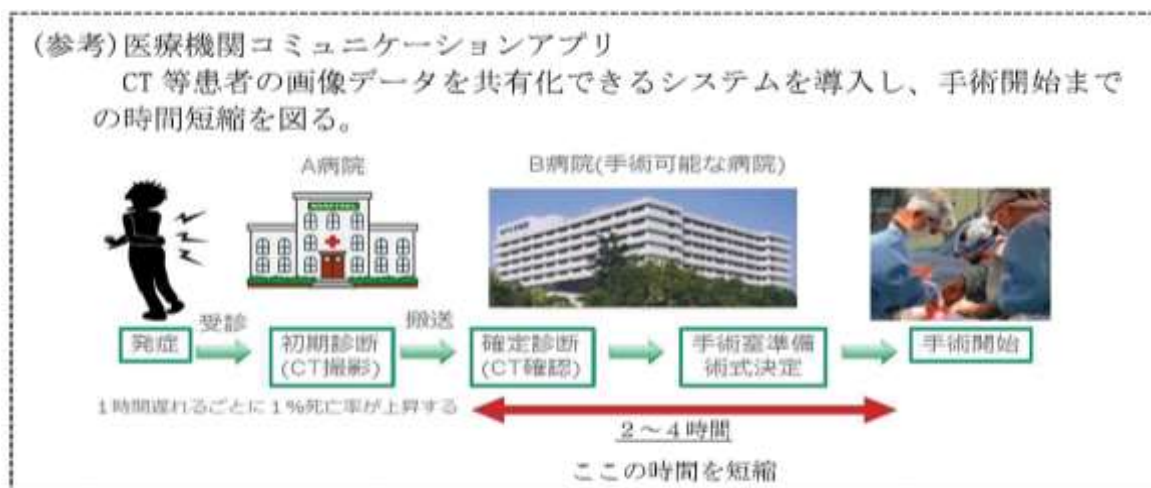 (参考)医療機関コミュニケーションアプリ
CT 等患者の画像データを共有化できるシステムを導入し、手術開始まで
の時間短縮を図る。
A病院
B病院(手術可能な病院)
HOSPITAL
受診
搬送
発症
初期診断
(CT撮影)
確定診断
(CT確認)
手術室準備
術式決定
手術開始
1時間遅れるごとに1%死亡率が上昇する
2～4時間
ここの時間を短縮